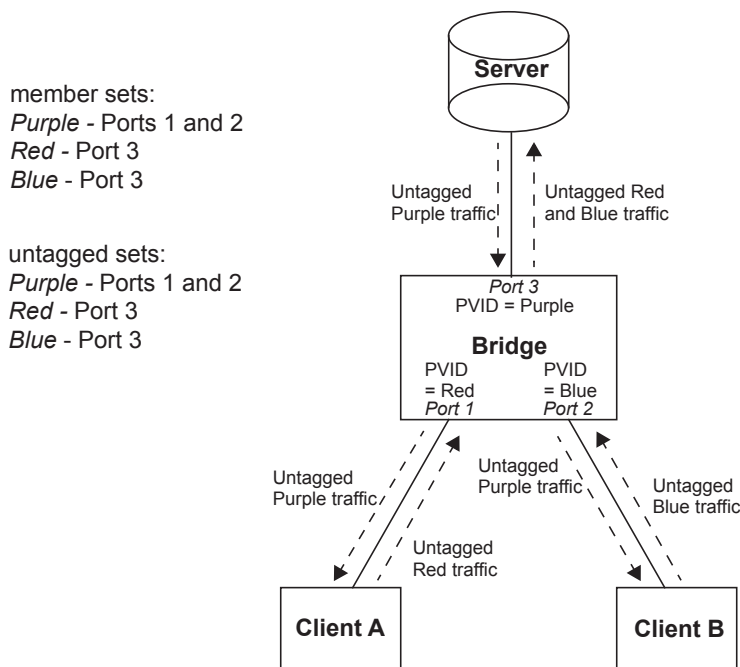 Server
member sets:
Purple - Ports 1 and 2
Red - Port 3
Blue - Port 3
Untagged
Purple traffic
Untagged Red
and Blue traffic
untagged sets:
Purple - Ports 1 and 2
Red - Port 3
Blue - Port 3
Port 3
PVID = Purple
Bridge
PVID
= Red
Port 1
PVID
= Blue
Port 2
Untagged
Purple traffic
Untagged
Red traffic
Untagged
Purple traffic
Untagged
Blue traffic
Client A
Client B